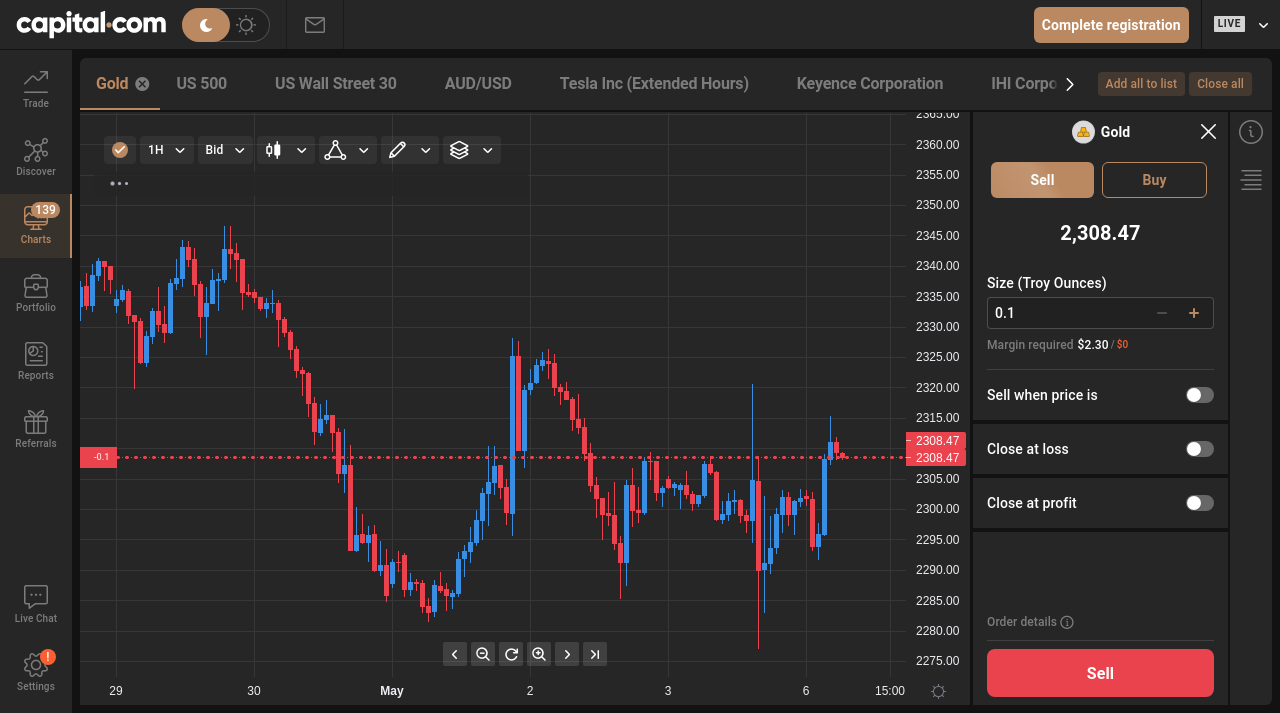 capital.com
Complete registration
LIVE
Trade
Discover
139
Charts
Portfolio
Reports
Referrals
Live Chat
!
Settings
Gold
US 500
US Wall Street 30
AUD/USD
Tesla Inc (Extended Hours)
Keyence Corporation
IHI Corpo
Add all to list
Close all
1H
Bid
2365.00
2360.00
2355.00
2350.00
2345.00
2340.00
2335.00
2330.00
2325.00
2320.00
2315.00
2308.47
2308.47
2305.00
2300.00
2295.00
2290.00
2285.00
2280.00
2275.00
-0.1
29
30
May
2
3
6
15:00
Gold
Sell
Buy
2,308.47
Size (Troy Ounces)
0.1
Margin required $2.30 / $0
Sell when price is
Close at loss
Close at profit
Order details
Sell